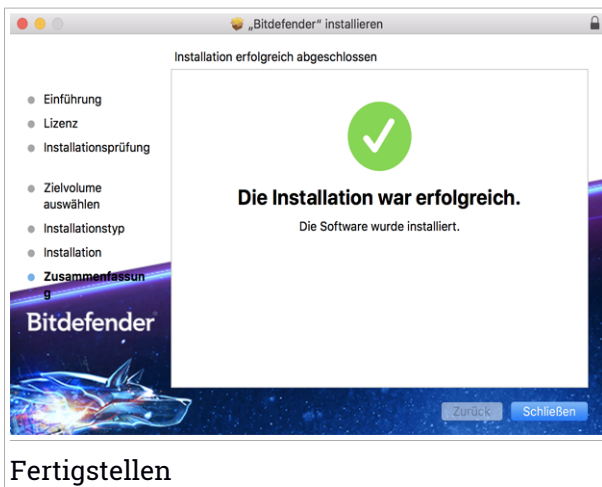 „Bitdefender“ installieren
Installation erfolgreich abgeschlossen
Einführung
Lizenz
Installationsprüfung
Zielvolume
auswählen
Installationstyp
Installation
Zusammenfassun
g
Bitdefender
Die Installation war erfolgreich.
Die Software wurde installiert.
Zurück
Schließen
Fertigstellen